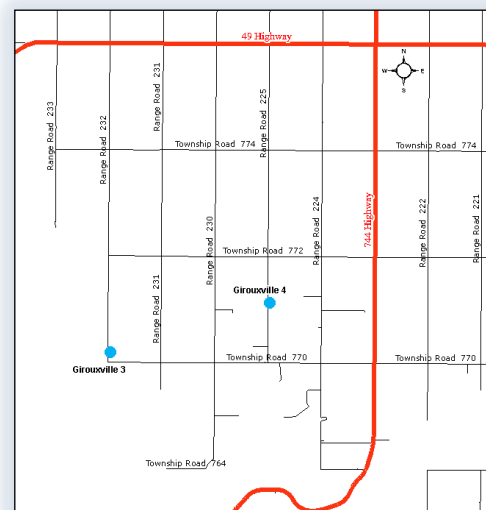 49 Highway
N
W
E
S
Range Road 233
Range Road 232
Range Road 231
Range Road 225
Township Road 774
Township Road 774
744 Highway
Range Road 230
Range Road 224
Range Road 222
Range Road 221
Township Road 772
Range Road 231
Girouxville 4
Girouxville 3
Township Road 770
Township Road 770
Township Road 764